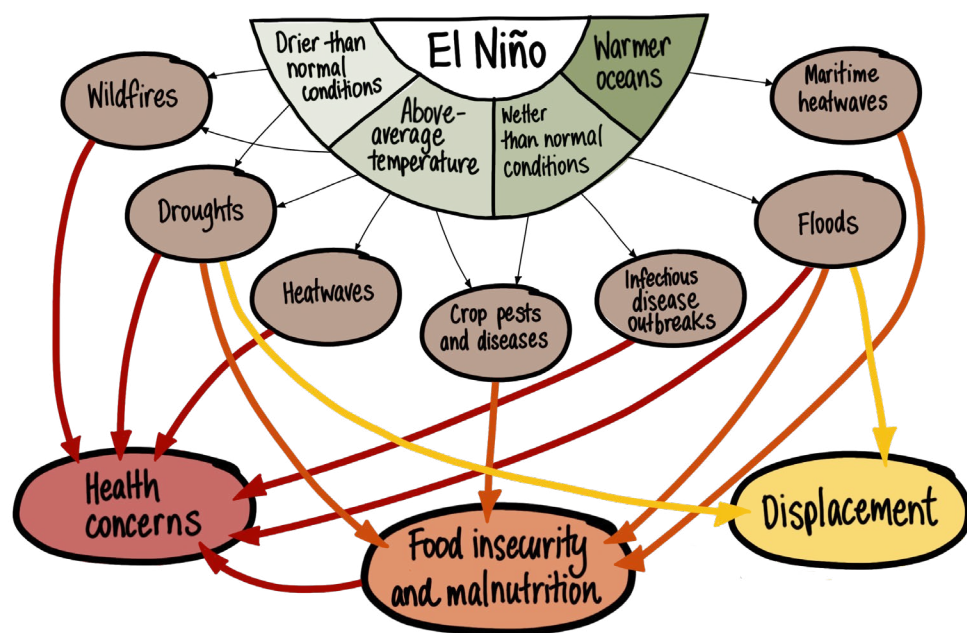 El Niño
Drier than
normal
conditions
Above-
average
temperature
Wetter
than normal
conditions
Warmer
oceans
Wildfires
Maritime
heatwaves
Droughts
Floods
Heatwaves
Crop pests
and diseases
Infectious
disease
outbreaks
Health
concerns
Food insecurity
and malnutrition
Displacement